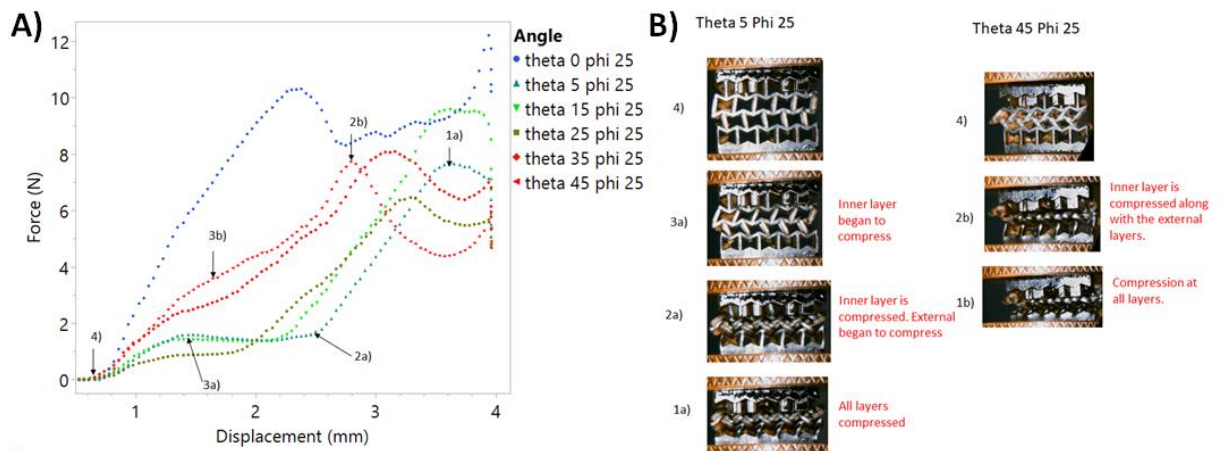 A)
12
10
8
6
4
2
0
Force (N)
1
2
3
4
Displacement (mm)
4)
3b)
2b)
1a)
3a)
2a)
Angle
theta 0 phi 25
theta 5 phi 25
theta 15 phi 25
theta 25 phi 25
theta 35 phi 25
theta 45 phi 25
B)
Theta 5 Phi 25
4)
3a)
Inner layer
began to
compress
2a)
Inner layer is
compressed. External
began to compress
1a)
All layers
compressed
Theta 45 Phi 25
4)
2b)
Inner layer is
compressed along
with the external
layers.
1b)
Compression at
all layers.